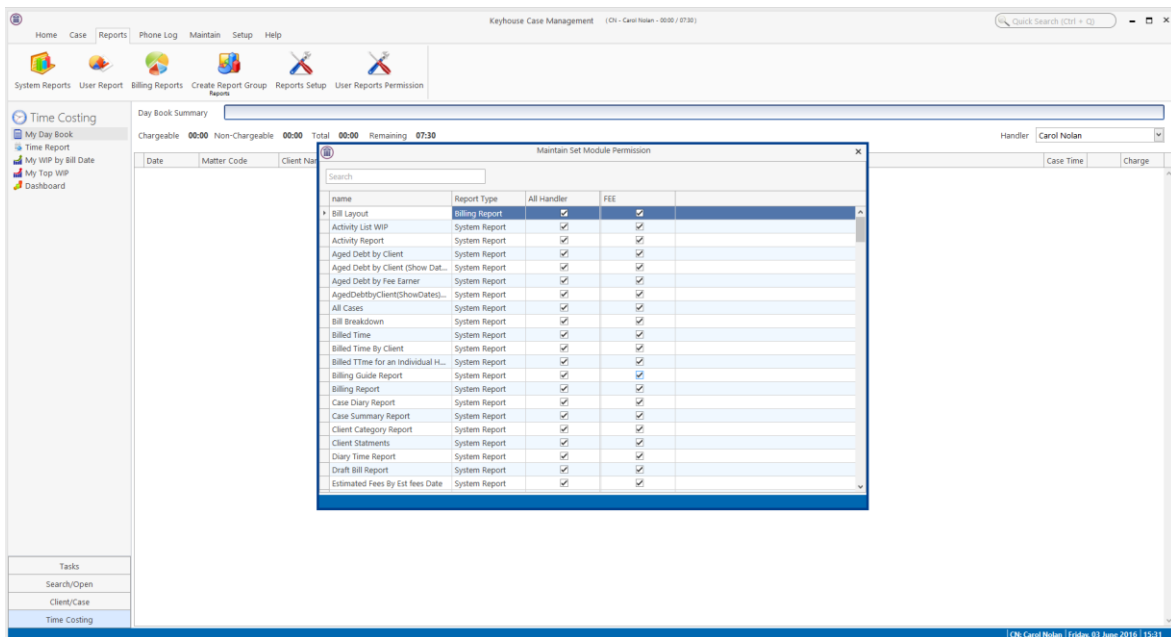 Keyhouse Case Management (CN - Carol Nolan - 00:00 / 07:30)
Quick Search (Ctrl + Q)
Home Case Reports Phone Log Maintain Setup Help
System Reports User Report Billing Reports Create Report Group Reports Setup User Reports Permission
Reports
Time Costing
My Day Book
Time Report
My WIP by Bill Date
My Top WIP
Dashboard
Day Book Summary
Chargeable 00:00 Non-Chargeable 00:00 Total 00:00 Remaining 07:30
Handler Carol Nolan
Date Matter Code Client Nar Case Time Charge
Maintain Set Module Permission
Search
name Report Type All Handler FEE
Bill Layout Billing Report
Activity List WIP System Report
Activity Report System Report
Aged Debt by Client System Report
Aged Debt by Client (Show Dat... System Report
Aged Debt by Fee Earner System Report
AgedDebtbyClient(ShowDates)... System Report
All Cases System Report
Bill Breakdown System Report
Billed Time System Report
Billed Time By Client System Report
Billed TTme for an Individual H... System Report
Billing Guide Report System Report
Billing Report System Report
Case Diary Report System Report
Case Summary Report System Report
Client Category Report System Report
Client Statments System Report
Diary Time Report System Report
Draft Bill Report System Report
Estimated Fees By Est fees Date System Report
Tasks
Search/Open
Client/Case
Time Costing
CN: Carol Nolan Friday, 03 June 2016 15:31